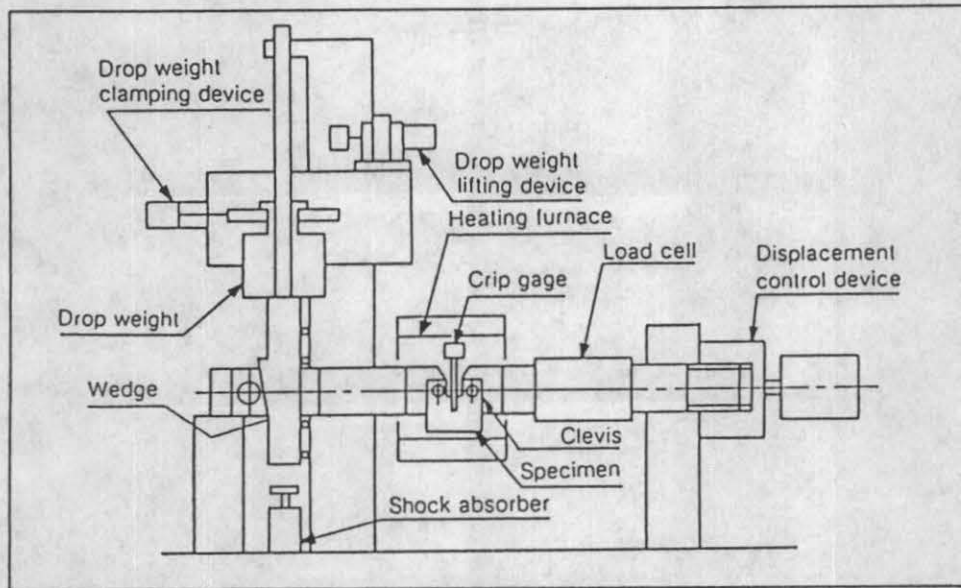 Drop weight
clamping device
Drop weight
lifting device
Heating furnace
Load cell
Displacement
control device
Crip gage
Drop weight
Wedge
Clevis
Specimen
Shock absorber